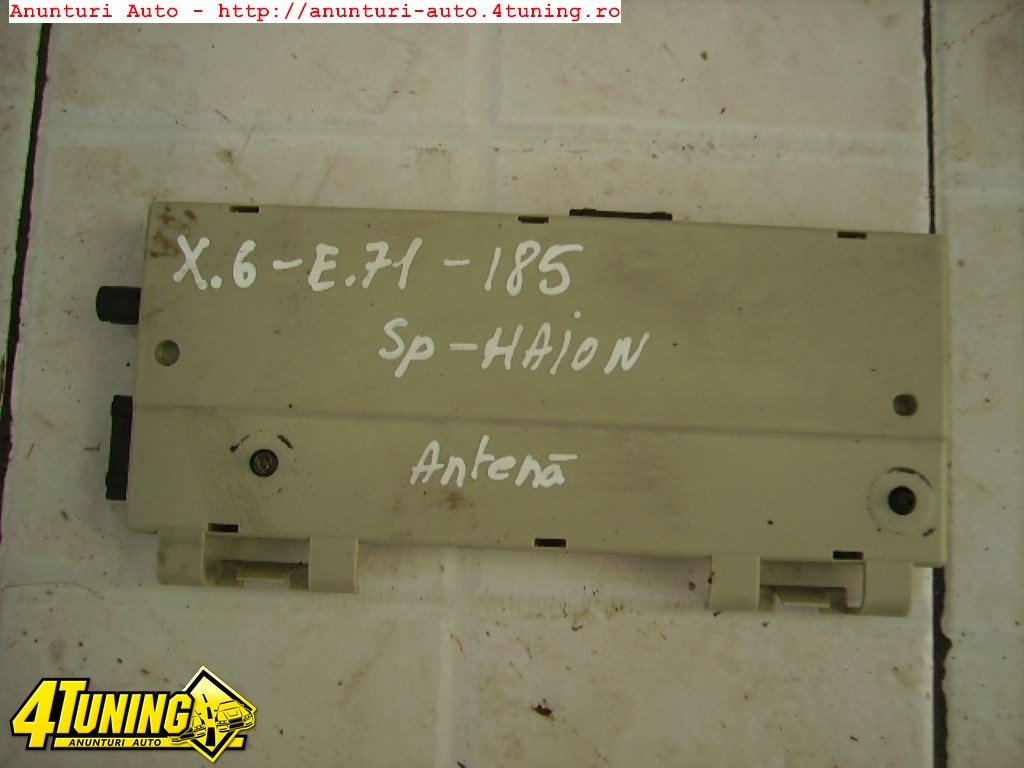 Anunturi Auto - http://anunturi-auto.4tuning.ro
X.6-E.71-185
Sp-HAION
Antenā
4TUNING
ANUNTURI AUTO